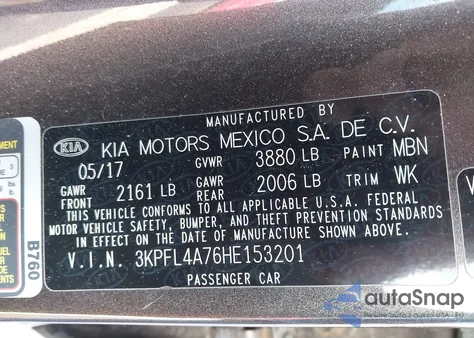 MANUFACTURED BY
KIA KIA MOTORS MEXICO S.A. DE C.V.
05/17 GVWR 3880 LB PAINT MBN
GAWR FRONT 2161 LB GAWR REAR 2006 LB TRIM WK
THIS VEHICLE CONFORMS TO ALL APPLICABLE U.S.A. FEDERAL
MOTOR VEHICLE SAFETY, BUMPER, AND THEFT PREVENTION STANDARDS
IN EFFECT ON THE DATE OF MANUFACTURE SHOWN ABOVE.
V.I.N. 3KPFL4A76HE153201
PASSENGER CAR
B760
autoSnap